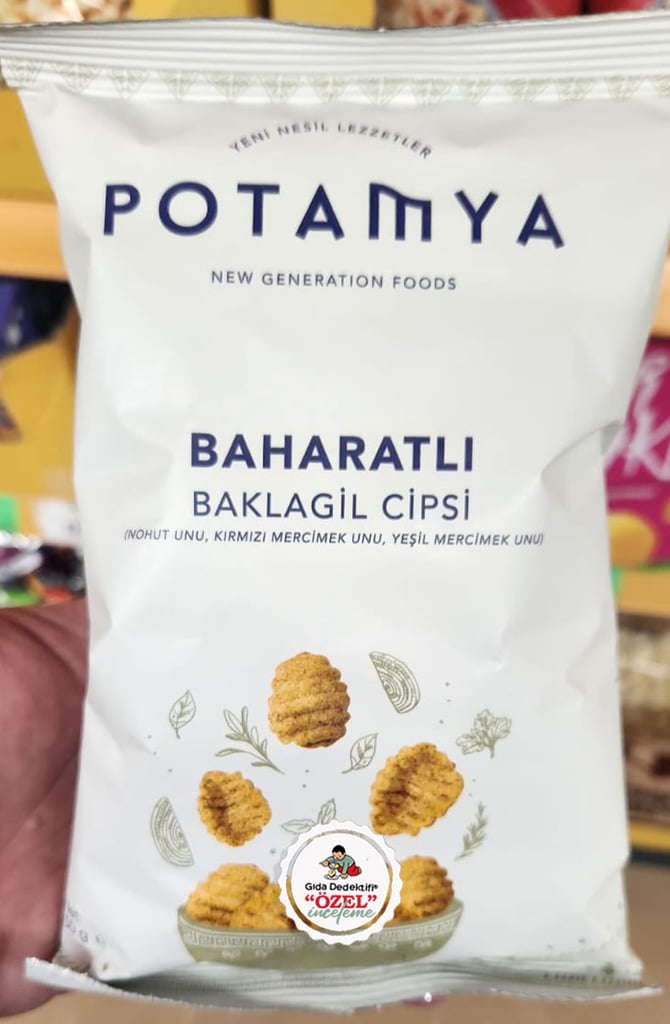 YENİ NESİL LEZZETLER
POTAMYA
NEW GENERATION FOODS
BAHARATLI
BAKLAGİL CİPSİ
(NOHUT UNU, KIRMIZI MERCİMEK UNU, YEŞİL MERCİMEK UNU)
Gıda Dedektifi®
"ÖZEL"
inceleme